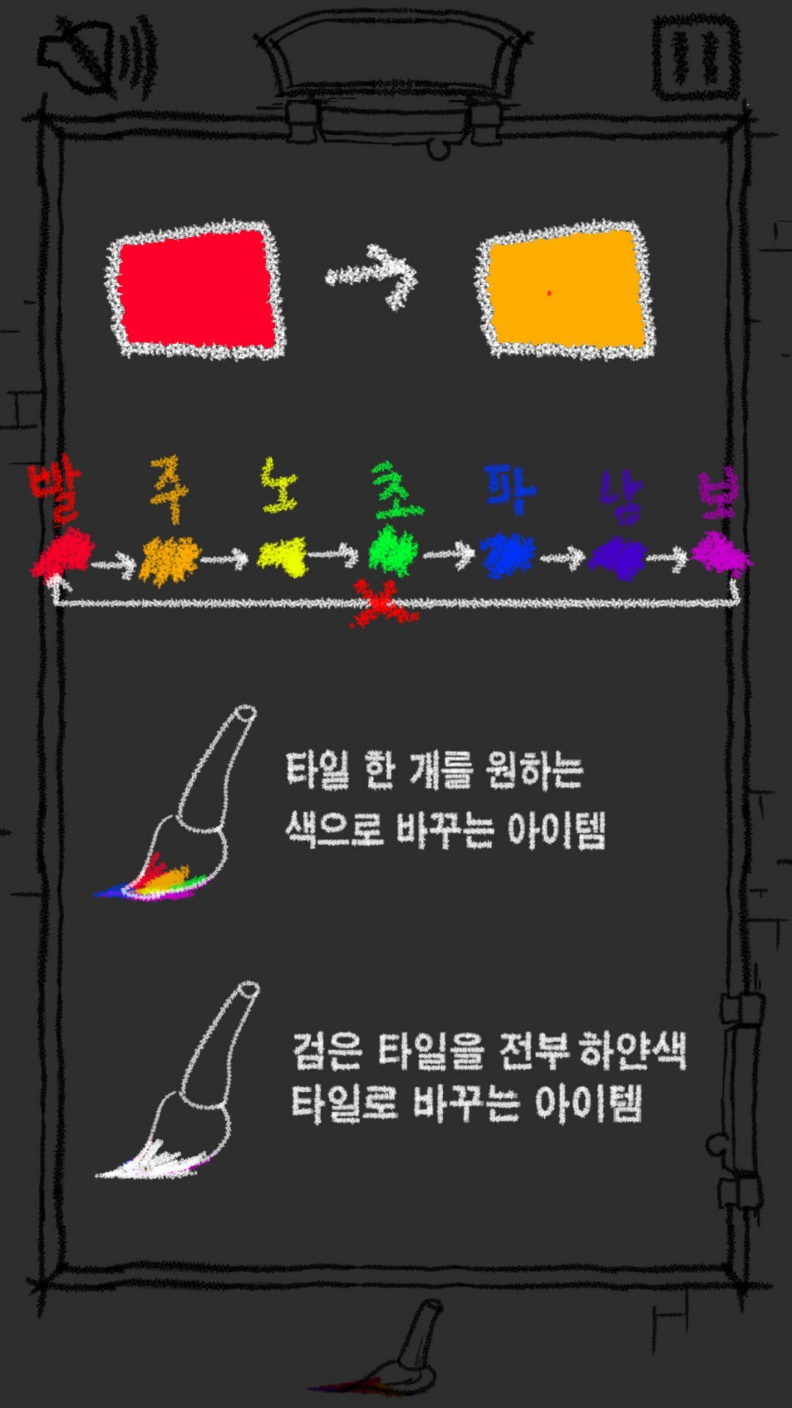 빨 주 노 초 파 남 보
타일 한 개를 원하는
색으로 바꾸는 아이템
검은 타일을 전부 하얀색
타일로 바꾸는 아이템